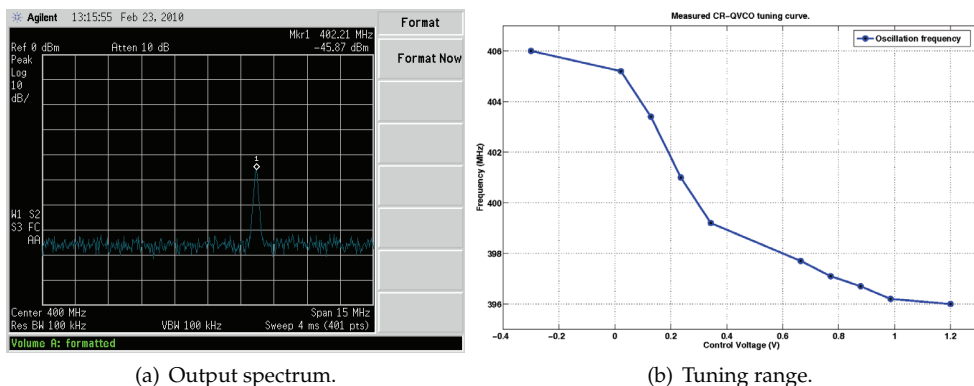 Agilent 13:15:55 Feb 23, 2010
Mkr1 402.21 MHz
Ref 0 dBm Atten 10 dB -45.87 dBm
Peak
Log
10
dB/
1
W1 S2
S3 FC
AA
Center 400 MHz Span 15 MHz
Res BW 100 kHz VBW 100 kHz Sweep 4 ms (401 pts)
Volume A: formatted
Format
Format Now
(a) Output spectrum.
Measured CR-QVCO tuning curve.
Oscillation frequency
Frequency (MHz)
406
404
402
400
398
396
-0.4 -0.2 0 0.2 0.4 0.6 0.8 1 1.2
Control Voltage (V)
(b) Tuning range.